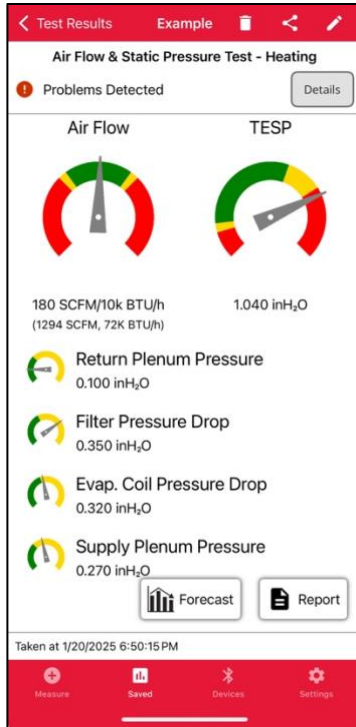 Test Results Example
Air Flow & Static Pressure Test - Heating
! Problems Detected Details
Air Flow TESP
180 SCFM/10k BTU/h 1.040 inH₂O
(1294 SCFM, 72K BTU/h)
Return Plenum Pressure
0.100 inH₂O
Filter Pressure Drop
0.350 inH₂O
Evap. Coil Pressure Drop
0.320 inH₂O
Supply Plenum Pressure
0.270 inH₂O
Forecast Report
Taken at 1/20/2025 6:50:15 PM
Measure Saved Devices Settings